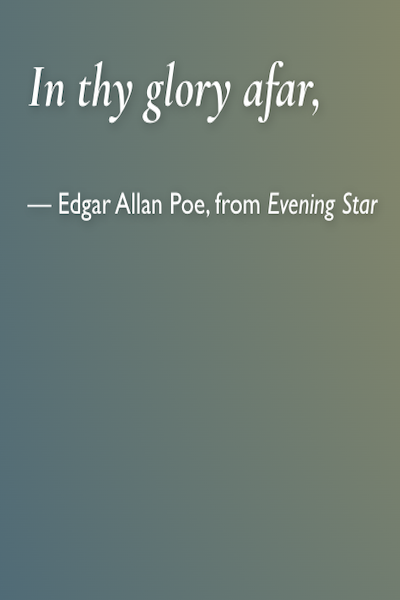 In thy glory afar,
— Edgar Allan Poe, from Evening Star